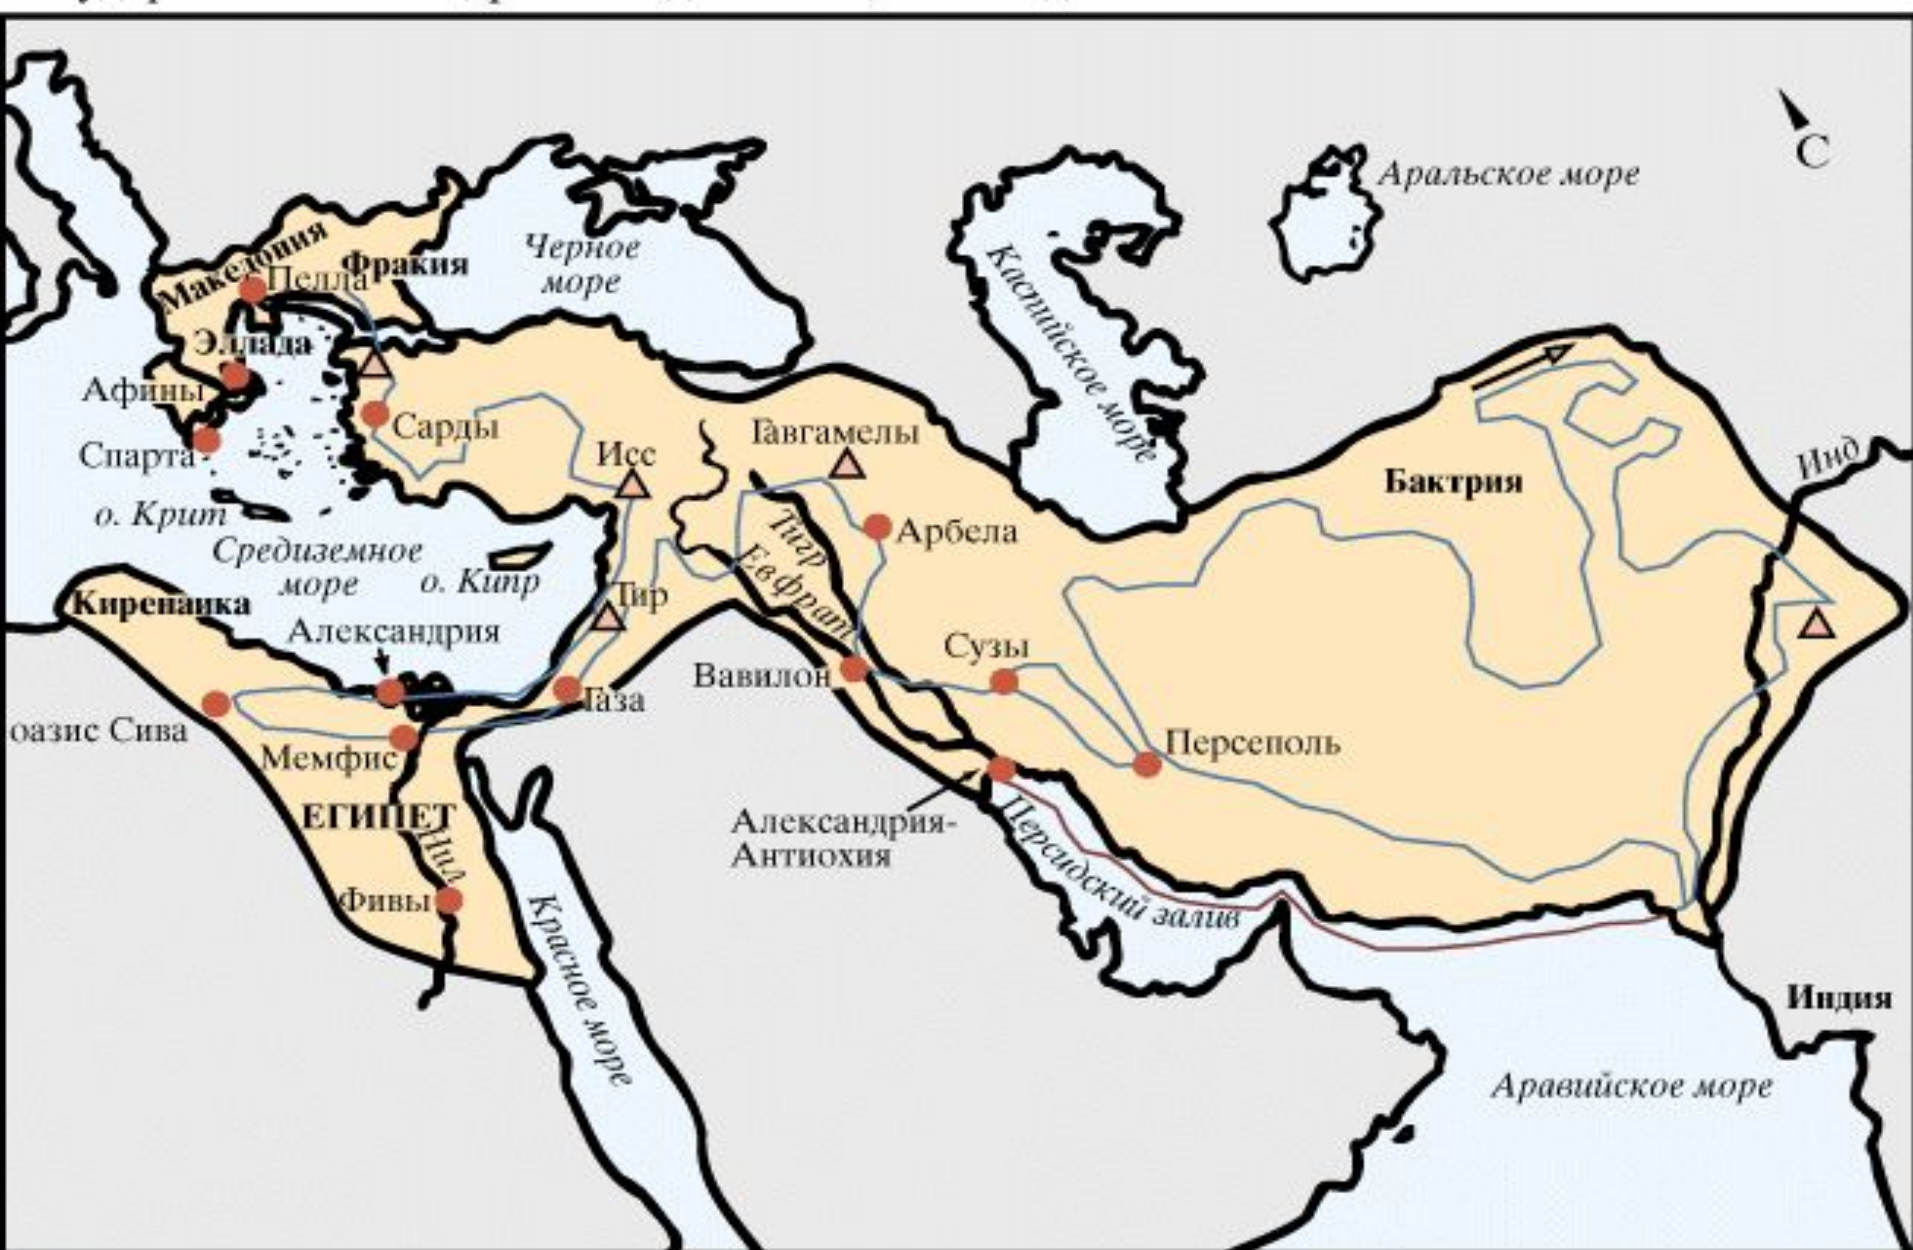 С
Аральское море
Черное
море
Каспийское море
Македония
Пелла
Фракия
Эллада
Афины
Спарта
Сарды
Исс
Гавгамелы
Бактрия
Инд
о. Крит
Средиземное
море
о. Кипр
Тигр
Евфрат
Арбела
Киренаика
Александрия
Тир
Сузы
Вавилон
Газа
оазис Сива
Мемфис
Персеполь
ЕГИПЕТ
Нил
Александрия-
Антиохия
Персидский залив
Фивы
Красное море
Индия
Аравийское море